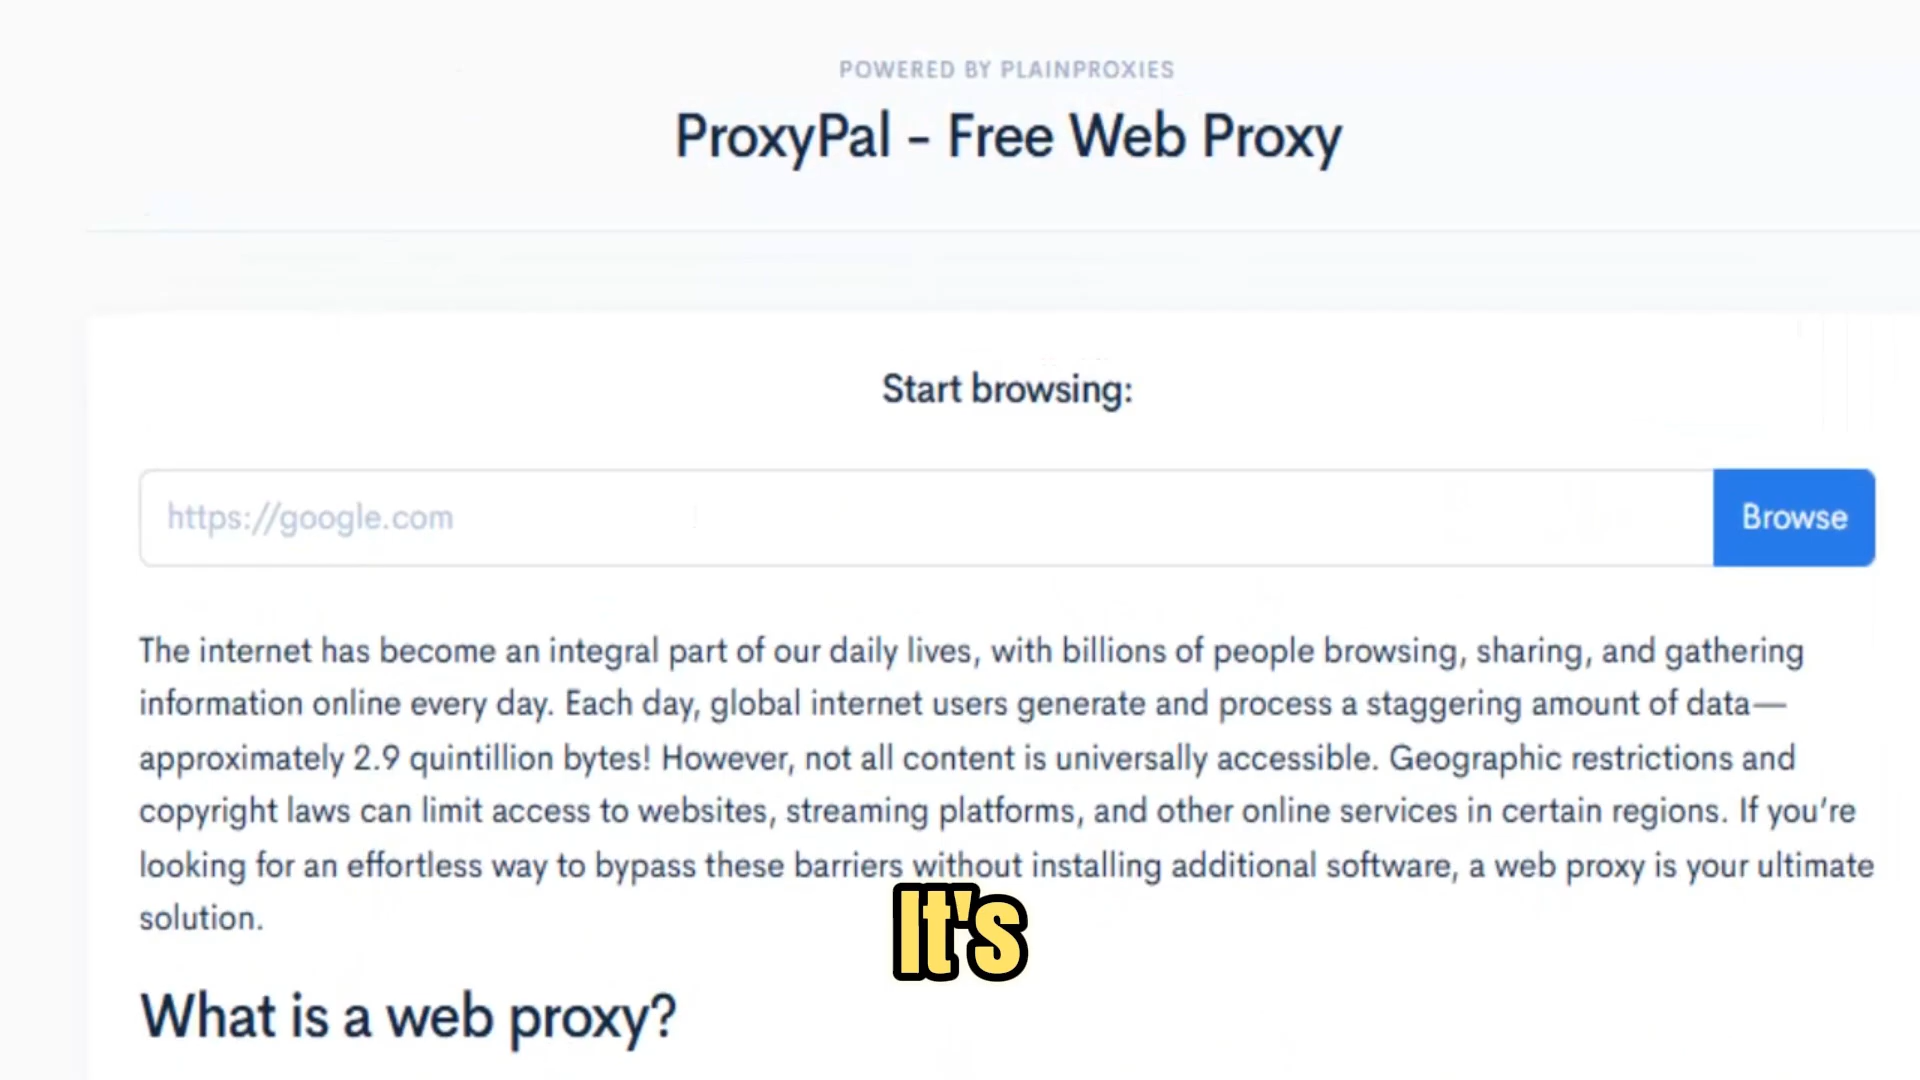 POWERED BY PLAINPROXIES
ProxyPal - Free Web Proxy
Start browsing:
https://google.com
Browse
The internet has become an integral part of our daily lives, with billions of people browsing, sharing, and gathering
information online every day. Each day, global internet users generate and process a staggering amount of data—
approximately 2.9 quintillion bytes! However, not all content is universally accessible. Geographic restrictions and
copyright laws can limit access to websites, streaming platforms, and other online services in certain regions. If you’re
looking for an effortless way to bypass these barriers without installing additional software, a web proxy is your ultimate
solution.
It's
What is a web proxy?